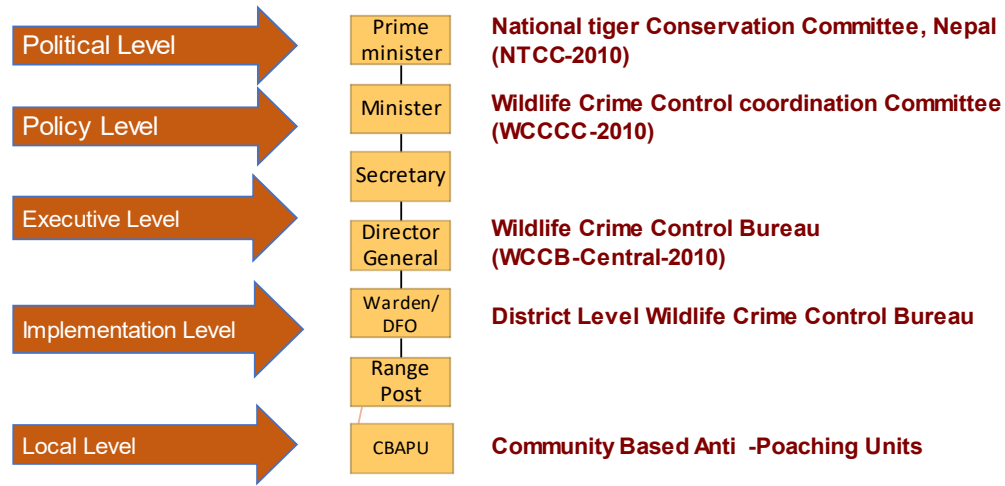 Political Level
Prime
minister
National tiger Conservation Committee, Nepal
(NTCC-2010)
Policy Level
Minister
Wildlife Crime Control coordination Committee
(WCCCC-2010)
Secretary
Executive Level
Director
General
Wildlife Crime Control Bureau
(WCCB-Central-2010)
Implementation Level
Warden/
DFO
District Level Wildlife Crime Control Bureau
Range
Post
Local Level
CBAPU
Community Based Anti -Poaching Units